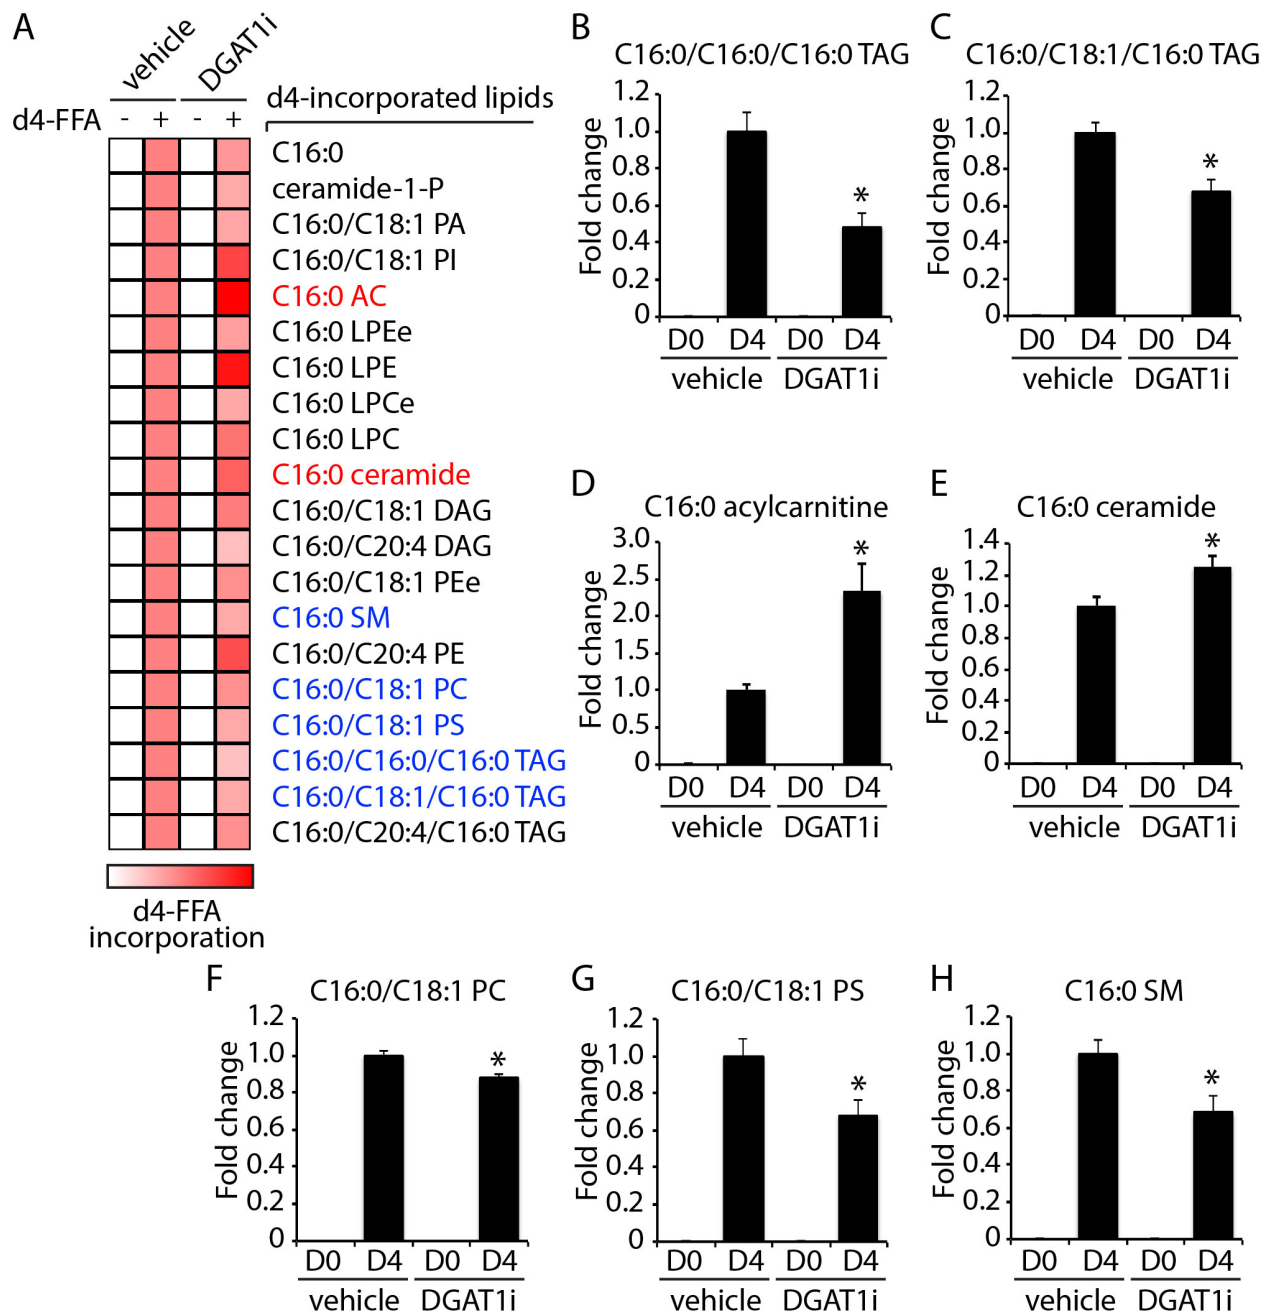 A
vehicle
DGAT1i
d4-FFA - + - +
d4-incorporated lipids
C16:0
ceramide-1-P
C16:0/C18:1 PA
C16:0/C18:1 PI
C16:0 AC
C16:0 LPEe
C16:0 LPE
C16:0 LPCe
C16:0 LPC
C16:0 ceramide
C16:0/C18:1 DAG
C16:0/C20:4 DAG
C16:0/C18:1 PEe
C16:0 SM
C16:0/C20:4 PE
C16:0/C18:1 PC
C16:0/C18:1 PS
C16:0/C16:0/C16:0 TAG
C16:0/C18:1/C16:0 TAG
C16:0/C20:4/C16:0 TAG
d4-FFA
incorporation
B
C16:0/C16:0/C16:0 TAG
Fold change
1.2
1.0
0.8
0.6
0.4
0.2
0
*
D0 D4 D0 D4
vehicle DGAT1i
C
C16:0/C18:1/C16:0 TAG
Fold change
1.2
1.0
0.8
0.6
0.4
0.2
0
*
D0 D4 D0 D4
vehicle DGAT1i
D
C16:0 acylcarnitine
Fold change
3.0
2.5
2.0
1.5
1.0
0.5
0
*
D0 D4 D0 D4
vehicle DGAT1i
E
C16:0 ceramide
Fold change
1.4
1.2
1.0
0.8
0.6
0.4
0.2
0
*
D0 D4 D0 D4
vehicle DGAT1i
F
C16:0/C18:1 PC
Fold change
1.2
1.0
0.8
0.6
0.4
0.2
0
*
D0 D4 D0 D4
vehicle DGAT1i
G
C16:0/C18:1 PS
Fold change
1.2
1.0
0.8
0.6
0.4
0.2
0
*
D0 D4 D0 D4
vehicle DGAT1i
H
C16:0 SM
Fold change
1.2
1.0
0.8
0.6
0.4
0.2
0
*
D0 D4 D0 D4
vehicle DGAT1i